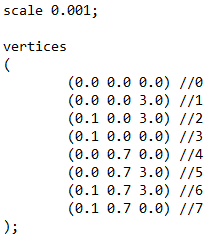 scale 0.001;

vertices
(
        (0.0 0.0 0.0) //0
        (0.0 0.0 3.0) //1
        (0.1 0.0 3.0) //2
        (0.1 0.0 0.0) //3
        (0.0 0.7 0.0) //4
        (0.0 0.7 3.0) //5
        (0.1 0.7 3.0) //6
        (0.1 0.7 0.0) //7
);